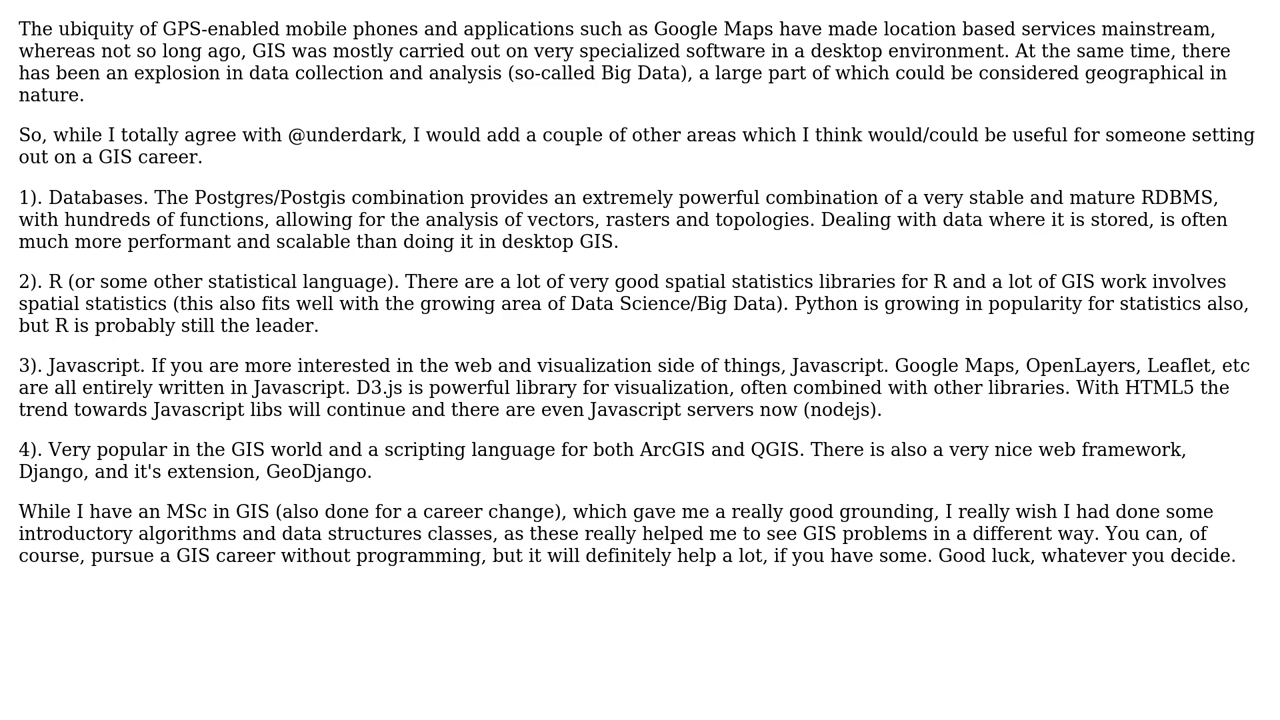 The ubiquity of GPS-enabled mobile phones and applications such as Google Maps have made location based services mainstream,
whereas not so long ago, GIS was mostly carried out on very specialized software in a desktop environment. At the same time, there
has been an explosion in data collection and analysis (so-called Big Data), a large part of which could be considered geographical in
nature.
So, while I totally agree with @underdark, I would add a couple of other areas which I think would/could be useful for someone setting
out on a GIS career.
1). Databases. The Postgres/Postgis combination provides an extremely powerful combination of a very stable and mature RDBMS,
with hundreds of functions, allowing for the analysis of vectors, rasters and topologies. Dealing with data where it is stored, is often
much more performant and scalable than doing it in desktop GIS.
2). R (or some other statistical language). There are a lot of very good spatial statistics libraries for R and a lot of GIS work involves
spatial statistics (this also fits well with the growing area of Data Science/Big Data). Python is growing in popularity for statistics also,
but R is probably still the leader.
3). Javascript. If you are more interested in the web and visualization side of things, Javascript. Google Maps, OpenLayers, Leaflet, etc
are all entirely written in Javascript. D3.js is powerful library for visualization, often combined with other libraries. With HTML5 the
trend towards Javascript libs will continue and there are even Javascript servers now (nodejs).
4). Very popular in the GIS world and a scripting language for both ArcGIS and QGIS. There is also a very nice web framework,
Django, and it's extension, GeoDjango.
While I have an MSc in GIS (also done for a career change), which gave me a really good grounding, I really wish I had done some
introductory algorithms and data structures classes, as these really helped me to see GIS problems in a different way. You can, of
course, pursue a GIS career without programming, but it will definitely help a lot, if you have some. Good luck, whatever you decide.